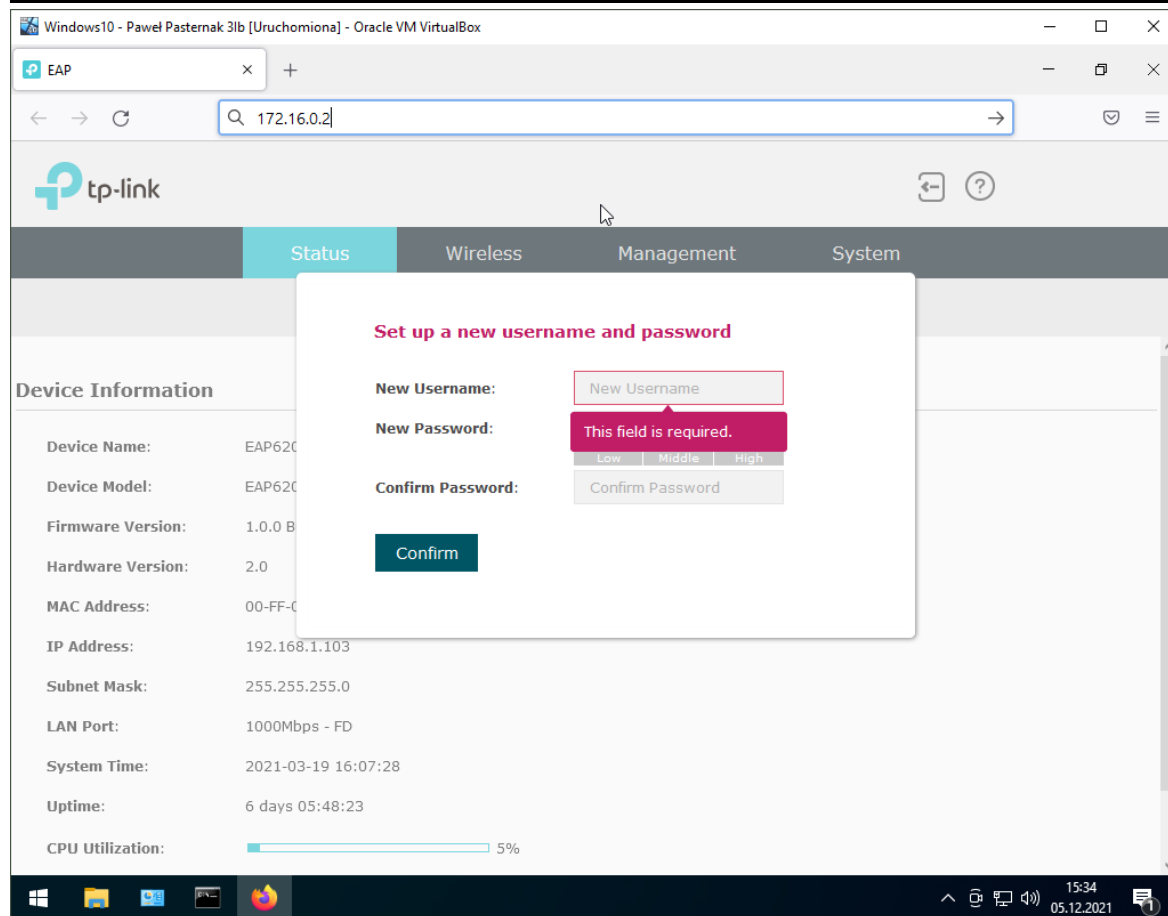 Windows10 - Paweł Pasternak 3lb [Uruchomiona] - Oracle VM VirtualBox
EAP
172.16.0.2
tp-link
Status Wireless Management System
Set up a new username and password
New Username: New Username
This field is required.
New Password:
Low Middle High
Confirm Password: Confirm Password
Confirm
Device Information
Device Name: EAP620
Device Model: EAP620
Firmware Version: 1.0.0 B
Hardware Version: 2.0
MAC Address: 00-FF-0
IP Address: 192.168.1.103
Subnet Mask: 255.255.255.0
LAN Port: 1000Mbps - FD
System Time: 2021-03-19 16:07:28
Uptime: 6 days 05:48:23
CPU Utilization: 5%
15:34
05.12.2021
1